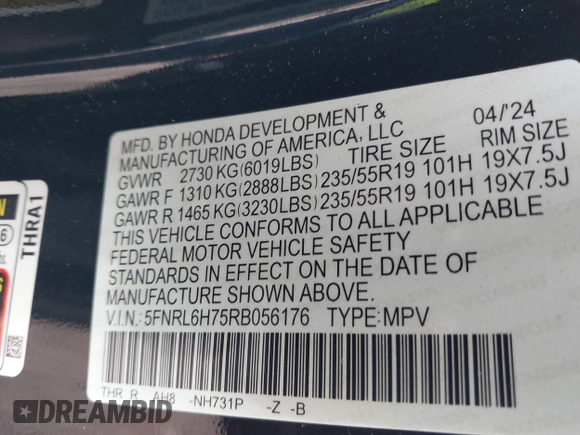 MFD. BY HONDA DEVELOPMENT & 04/'24
MANUFACTURING OF AMERICA, LLC
GVWR 2730 KG(6019LBS) TIRE SIZE RIM SIZE
GAWR F 1310 KG(2888LBS) 235/55R19 101H 19X7.5J
GAWR R 1465 KG(3230LBS) 235/55R19 101H 19X7.5J
THIS VEHICLE CONFORMS TO ALL APPLICABLE
FEDERAL MOTOR VEHICLE SAFETY
STANDARDS IN EFFECT ON THE DATE OF
MANUFACTURE SHOWN ABOVE.
V.I.N.:5FNRL6H75RB056176 TYPE:MPV
THR R AH8 -NH731P -Z -B
THRA1
DREAMBID